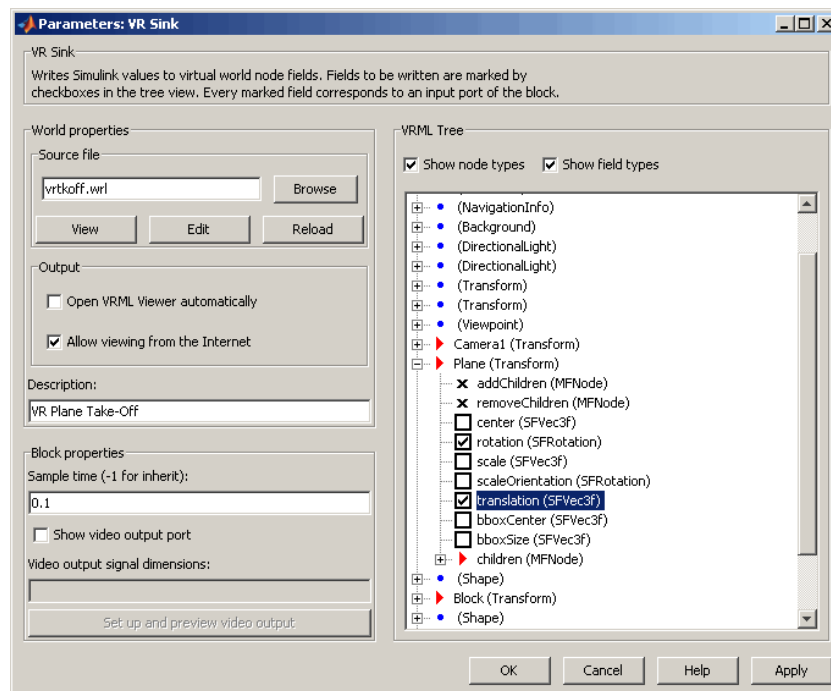 Parameters: VR Sink
VR Sink
Writes Simulink values to virtual world node fields. Fields to be written are marked by
checkboxes in the tree view. Every marked field corresponds to an input port of the block.
World properties
Source file
vrtkoff.wrl
Browse
View
Edit
Reload
Output
Open VRML Viewer automatically
Allow viewing from the Internet
Description:
VR Plane Take-Off
Block properties
Sample time (-1 for inherit):
0.1
Show video output port
Video output signal dimensions:
Set up and preview video output
VRML Tree
Show node types
Show field types
(NavigationInfo)
(Background)
(DirectionalLight)
(DirectionalLight)
(Transform)
(Transform)
(Viewpoint)
Camera1 (Transform)
Plane (Transform)
addChildren (MFNode)
removeChildren (MFNode)
center (SFVec3f)
rotation (SFRotation)
scale (SFVec3f)
scaleOrientation (SFRotation)
translation (SFVec3f)
bboxCenter (SFVec3f)
bboxSize (SFVec3f)
children (MFNode)
(Shape)
Block (Transform)
(Shape)
OK
Cancel
Help
Apply